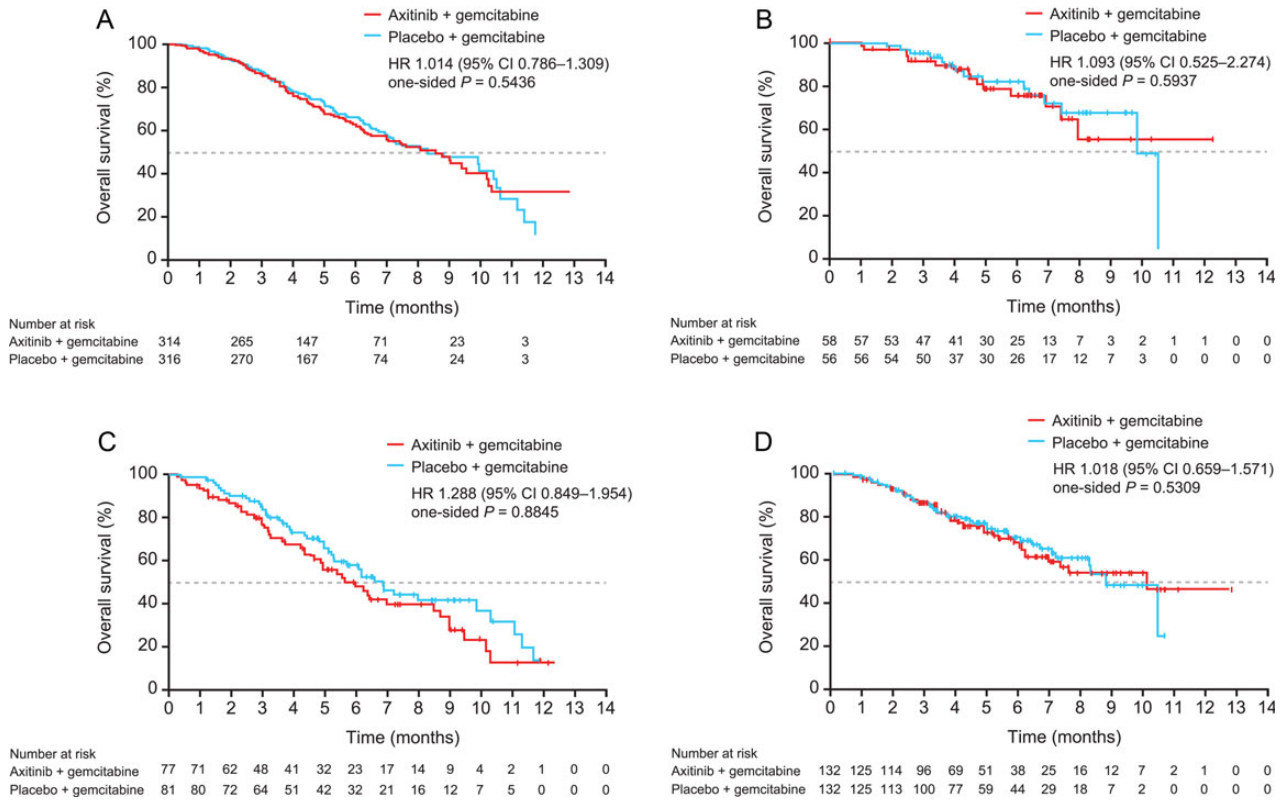 A
Axitinib + gemcitabine
Placebo + gemcitabine
HR 1.014 (95% CI 0.786–1.309)
one-sided P = 0.5436
Overall survival (%)
100
80
60
40
20
0
0 1 2 3 4 5 6 7 8 9 10 11 12 13 14
Time (months)
Number at risk
Axitinib + gemcitabine 314 265 147 71 23 3
Placebo + gemcitabine 316 270 167 74 24 3
B
Axitinib + gemcitabine
Placebo + gemcitabine
HR 1.093 (95% CI 0.525–2.274)
one-sided P = 0.5937
Overall survival (%)
100
80
60
40
20
0
0 1 2 3 4 5 6 7 8 9 10 11 12 13 14
Time (months)
Number at risk
Axitinib + gemcitabine 58 57 53 47 41 30 25 13 7 3 2 1 1 0 0
Placebo + gemcitabine 56 56 54 50 37 30 26 17 12 7 3 0 0 0 0
C
Axitinib + gemcitabine
Placebo + gemcitabine
HR 1.288 (95% CI 0.849–1.954)
one-sided P = 0.8845
Overall survival (%)
100
80
60
40
20
0
0 1 2 3 4 5 6 7 8 9 10 11 12 13 14
Time (months)
Number at risk
Axitinib + gemcitabine 77 71 62 48 41 32 23 17 14 9 4 2 1 0 0
Placebo + gemcitabine 81 80 72 64 51 42 32 21 16 12 7 5 0 0 0
D
Axitinib + gemcitabine
Placebo + gemcitabine
HR 1.018 (95% CI 0.659–1.571)
one-sided P = 0.5309
Overall survival (%)
100
80
60
40
20
0
0 1 2 3 4 5 6 7 8 9 10 11 12 13 14
Time (months)
Number at risk
Axitinib + gemcitabine 132 125 114 96 69 51 38 25 16 12 7 2 1 0 0
Placebo + gemcitabine 132 125 113 100 77 59 44 29 18 7 2 0 0 0 0